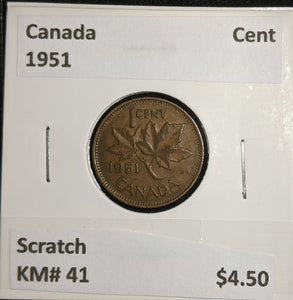 Canada Cent
1951
1 CENT
1951
CANADA
Scratch
KM# 41 $4.50